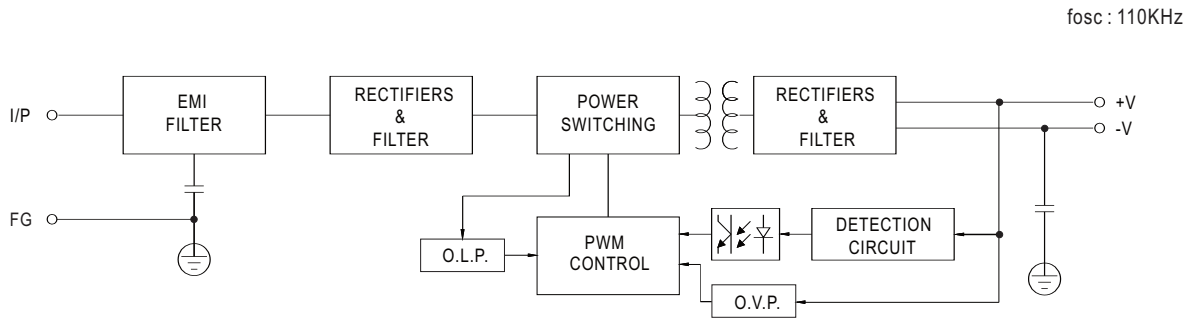 fosc : 110KHz
I/P
EMI
FILTER
RECTIFIERS
&
FILTER
POWER
SWITCHING
RECTIFIERS
&
FILTER
+V
-V
FG
O.L.P.
PWM
CONTROL
DETECTION
CIRCUIT
O.V.P.